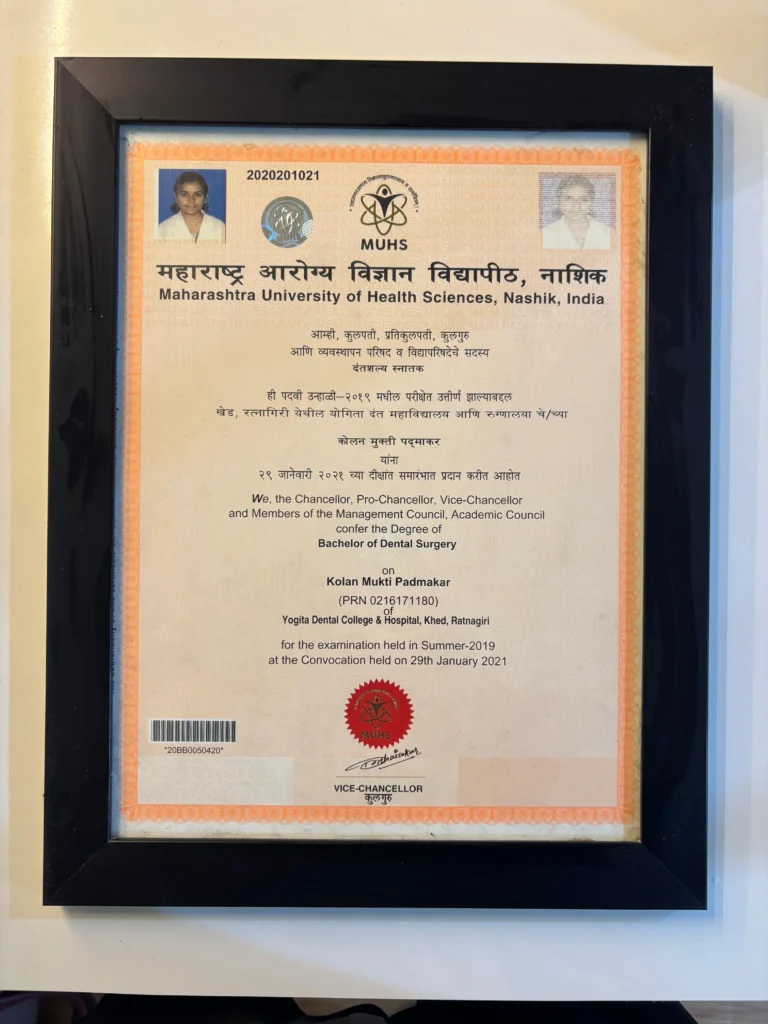 2020201021
MUHS
MUHS
महाराष्ट्र आरोग्य विज्ञान विद्यापीठ, नाशिक
Maharashtra University of Health Sciences, Nashik, India
आम्ही, कुलपती, प्रतिकुलपती, कुलगुरु
आणि व्यवस्थापन परिषद व विद्यापरिषदेचे सदस्य
दंतशल्य स्नातक
ही पदवी उन्हाळी–२०१९ मधील परीक्षेत उत्तीर्ण झाल्याबद्दल
खेड, रत्नागिरी येथील योगिता दंत महाविद्यालय आणि रुग्णालया चे/च्या
कोलन मुक्ती पद्माकर
यांना
२९ जानेवारी २०२१ च्या दीक्षांत समारंभात प्रदान करीत आहोत
We, the Chancellor, Pro-Chancellor, Vice-Chancellor
and Members of the Management Council, Academic Council
confer the Degree of
Bachelor of Dental Surgery
on
Kolan Mukti Padmakar
(PRN 0216171180)
of
Yogita Dental College & Hospital, Khed, Ratnagiri
for the examination held in Summer-2019
at the Convocation held on 29th January 2021
MUHS
*20BB0050420*
VICE-CHANCELLOR
कुलगुरु